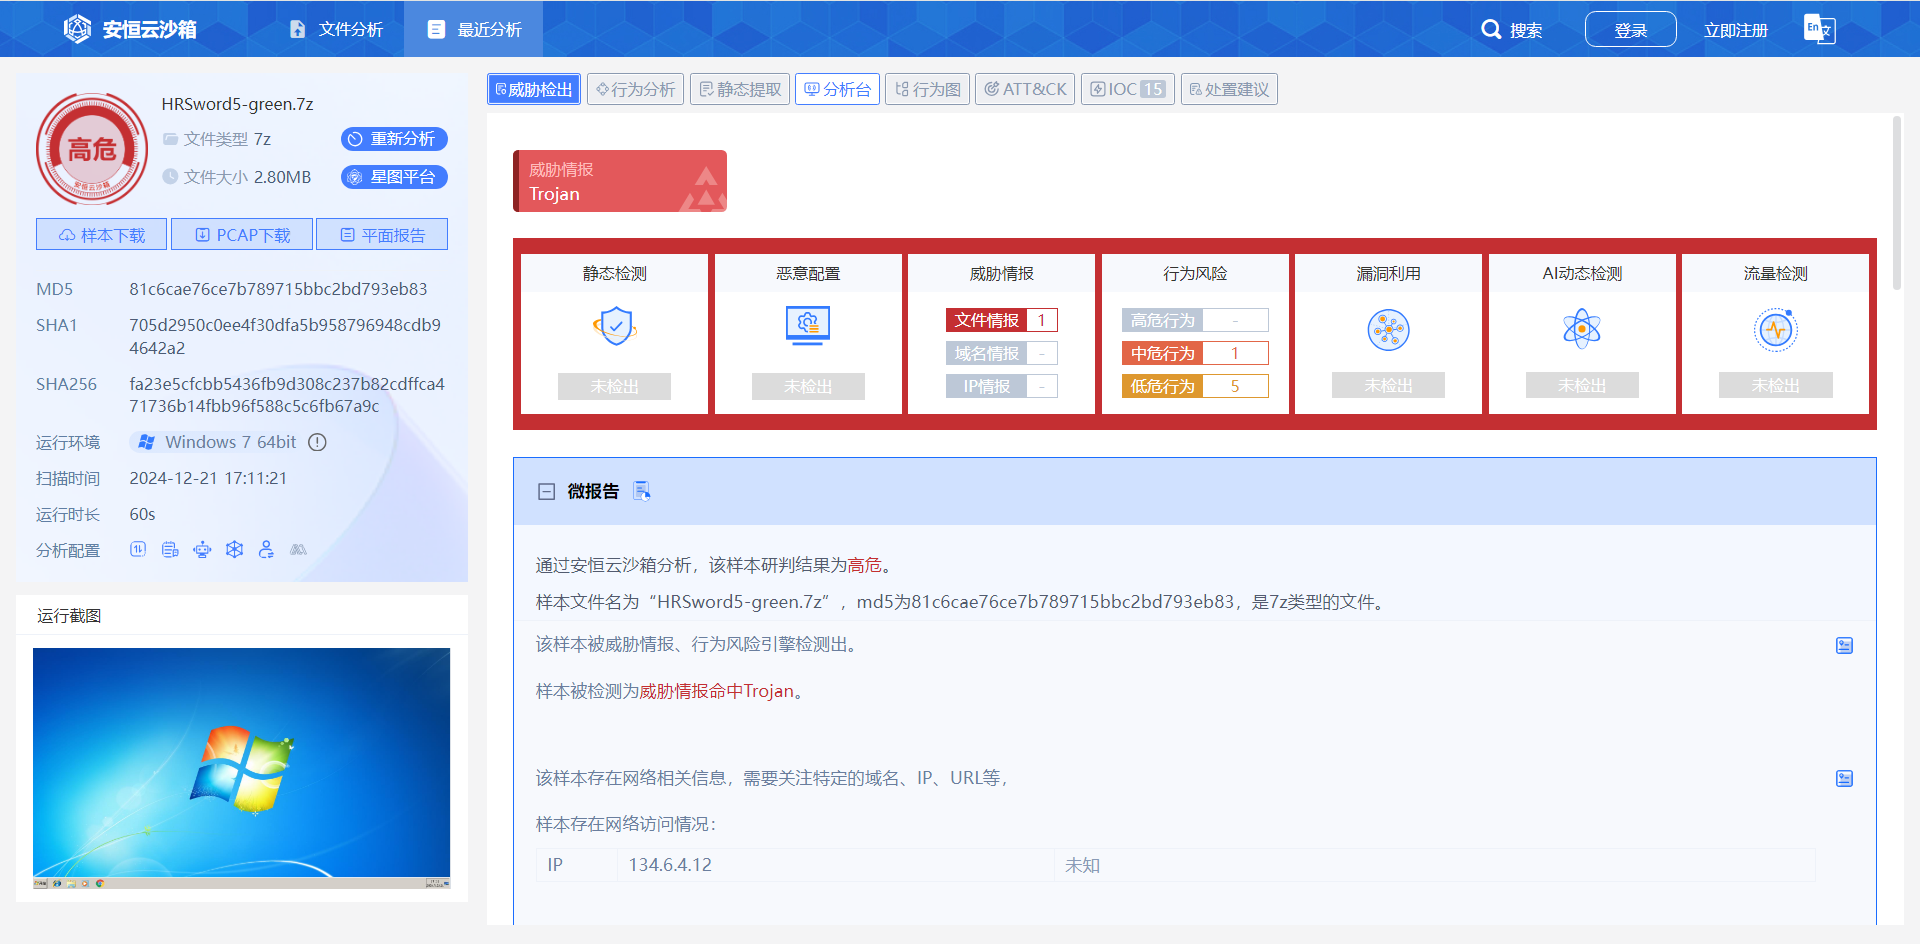 安恒云沙箱
文件分析
最近分析
搜索
登录
立即注册
En 文
高危
安恒云沙箱
HRSword5-green.7z
文件类型 7z
重新分析
文件大小 2.80MB
星图平台
样本下载
PCAP下载
平面报告
MD5 81c6cae76ce7b789715bbc2bd793eb83
SHA1 705d2950c0ee4f30dfa5b958796948cdb9
4642a2
SHA256 fa23e5cfcbb5436fb9d308c237b82cdffca4
71736b14fbb96f588c5c6fb67a9c
运行环境 Windows 7 64bit
扫描时间 2024-12-21 17:11:21
运行时长 60s
分析配置
运行截图
威胁检出
行为分析
静态提取
分析台
行为图
ATT&CK
IOC 15
处置建议
威胁情报
Trojan
静态检测
未检出
恶意配置
未检出
威胁情报
文件情报 1
域名情报 -
IP情报 -
行为风险
高危行为 -
中危行为 1
低危行为 5
漏洞利用
未检出
AI动态检测
未检出
流量检测
未检出
微报告
通过安恒云沙箱分析，该样本研判结果为高危。
样本文件名为“HRSword5-green.7z”，md5为81c6cae76ce7b789715bbc2bd793eb83，是7z类型的文件。
该样本被威胁情报、行为风险引擎检测出。
样本被检测为威胁情报命中Trojan。
该样本存在网络相关信息，需要关注特定的域名、IP、URL等，
样本存在网络访问情况：
IP 134.6.4.12 未知